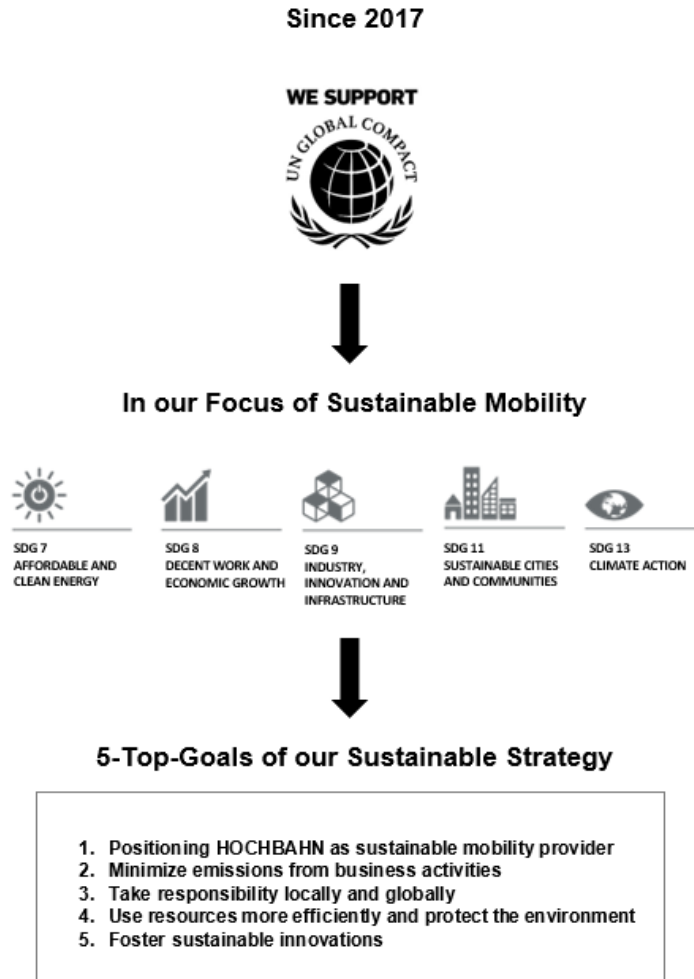 Since 2017
WE SUPPORT
UN GLOBAL COMPACT
In our Focus of Sustainable Mobility
SDG 7
AFFORDABLE AND
CLEAN ENERGY
SDG 8
DECENT WORK AND
ECONOMIC GROWTH
SDG 9
INDUSTRY,
INNOVATION AND
INFRASTRUCTURE
SDG 11
SUSTAINABLE CITIES
AND COMMUNITIES
SDG 13
CLIMATE ACTION
5-Top-Goals of our Sustainable Strategy
1. Positioning HOCHBAHN as sustainable mobility provider
2. Minimize emissions from business activities
3. Take responsibility locally and globally
4. Use resources more efficiently and protect the environment
5. Foster sustainable innovations